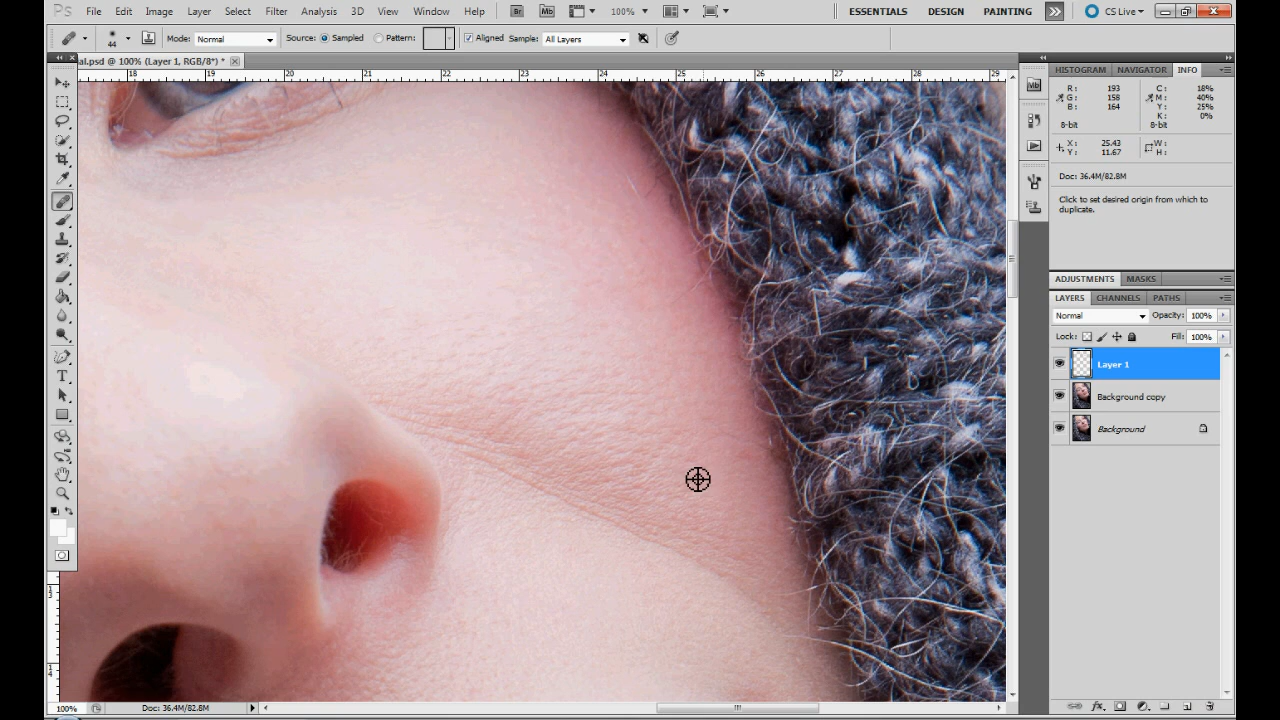 Ps File Edit Image Layer Select Filter Analysis 3D View Window Help Br Mb 100% ESSENTIALS DESIGN PAINTING CS Live
44 Mode: Normal Source: Sampled Pattern: Aligned Sample: All Layers
al.psd @ 100% (Layer 1, RGB/8*) *
18 19 20 21 22 23 24 25 26 27 28 29
HISTOGRAM NAVIGATOR INFO
R: 193 C: 18%
G: 158 M: 40%
B: 164 Y: 25%
K: 0%
8-bit 8-bit
X: 25.43 W:
Y: 11.67 H:
Doc: 36.4M/82.8M
Click to set desired origin from which to
duplicate.
ADJUSTMENTS MASKS
LAYERS CHANNELS PATHS
Normal Opacity: 100%
Lock: Fill: 100%
Layer 1
Background copy
Background
13
14
100% Doc: 36.4M/82.8M